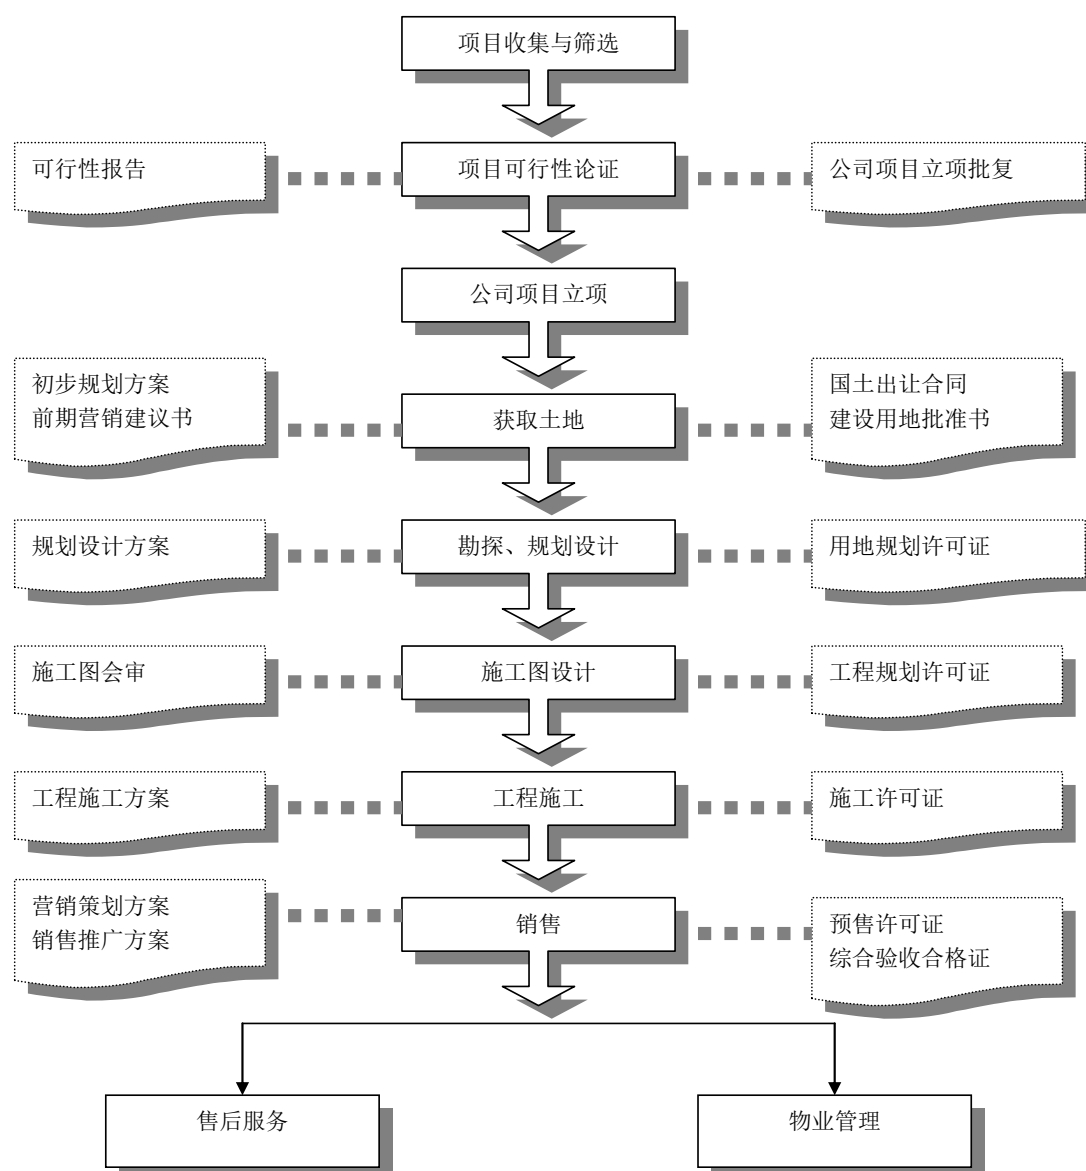 项目收集与筛选
可行性报告
项目可行性论证
公司项目立项批复
公司项目立项
初步规划方案
前期营销建议书
获取土地
国土出让合同
建设用地批准书
规划设计方案
勘探、规划设计
用地规划许可证
施工图会审
施工图设计
工程规划许可证
工程施工方案
工程施工
施工许可证
营销策划方案
销售推广方案
销售
预售许可证
综合验收合格证
售后服务
物业管理